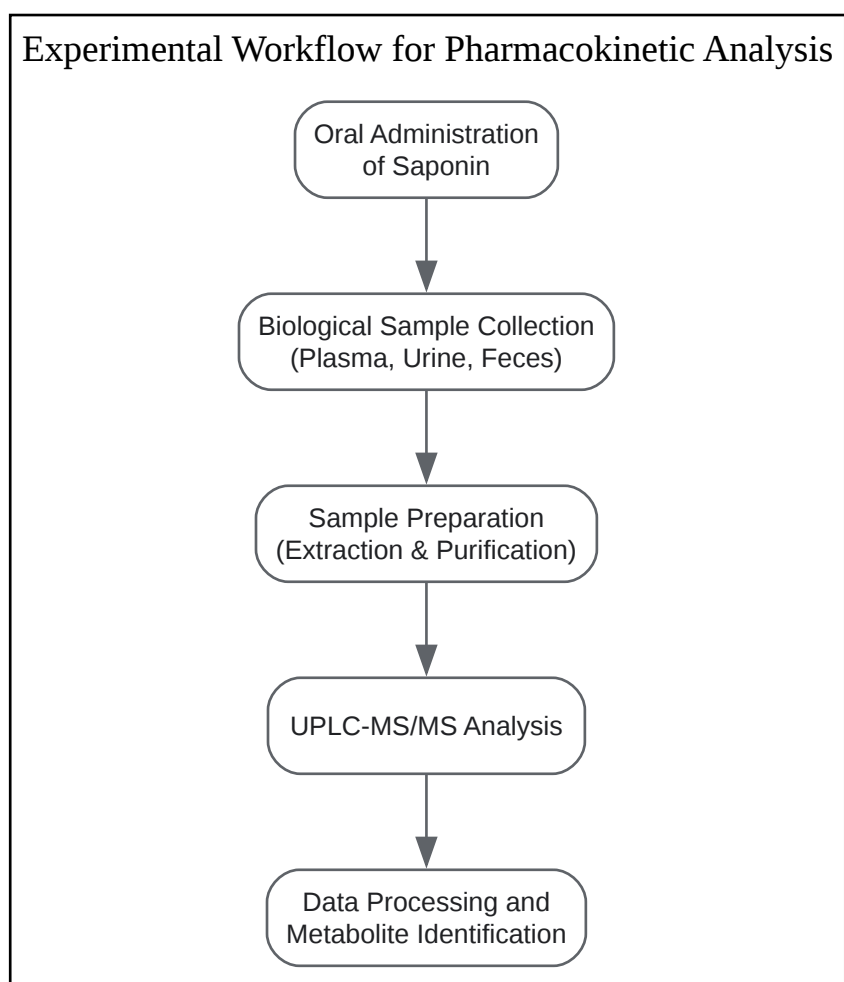 Experimental Workflow for Pharmacokinetic Analysis
Oral Administration
of Saponin
Biological Sample Collection
(Plasma, Urine, Feces)
Sample Preparation
(Extraction & Purification)
UPLC-MS/MS Analysis
Data Processing and
Metabolite Identification